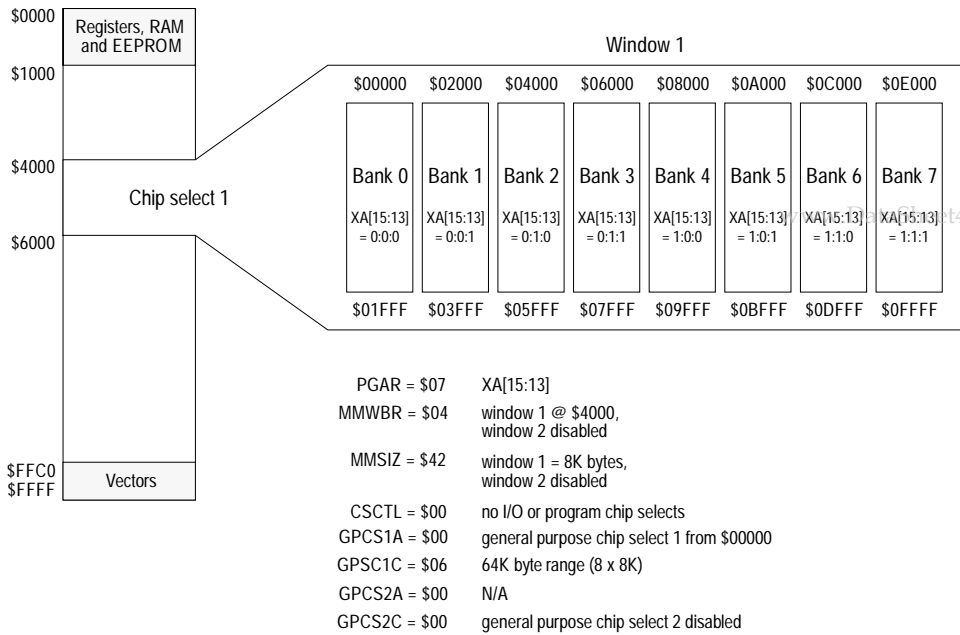 $0000
Registers, RAM
and EEPROM
$1000
$4000
Chip select 1
$6000
$FFC0
$FFFF
Vectors
Window 1
$00000 $02000 $04000 $06000 $08000 $0A000 $0C000 $0E000
Bank 0 Bank 1 Bank 2 Bank 3 Bank 4 Bank 5 Bank 6 Bank 7
XA[15:13] XA[15:13] XA[15:13] XA[15:13] XA[15:13] XA[15:13] XA[15:13] XA[15:13]
= 0:0:0 = 0:0:1 = 0:1:0 = 0:1:1 = 1:0:0 = 1:0:1 = 1:1:0 = 1:1:1
$01FFF $03FFF $05FFF $07FFF $09FFF $0BFFF $0DFFF $0FFFF
PGAR = $07 XA[15:13]
MMWBR = $04 window 1 @ $4000,
window 2 disabled
MMSIZ = $42 window 1 = 8K bytes,
window 2 disabled
CSCTL = $00 no I/O or program chip selects
GPCS1A = $00 general purpose chip select 1 from $00000
GPSC1C = $06 64K byte range (8 x 8K)
GPCS2A = $00 N/A
GPCS2C = $00 general purpose chip select 2 disabled